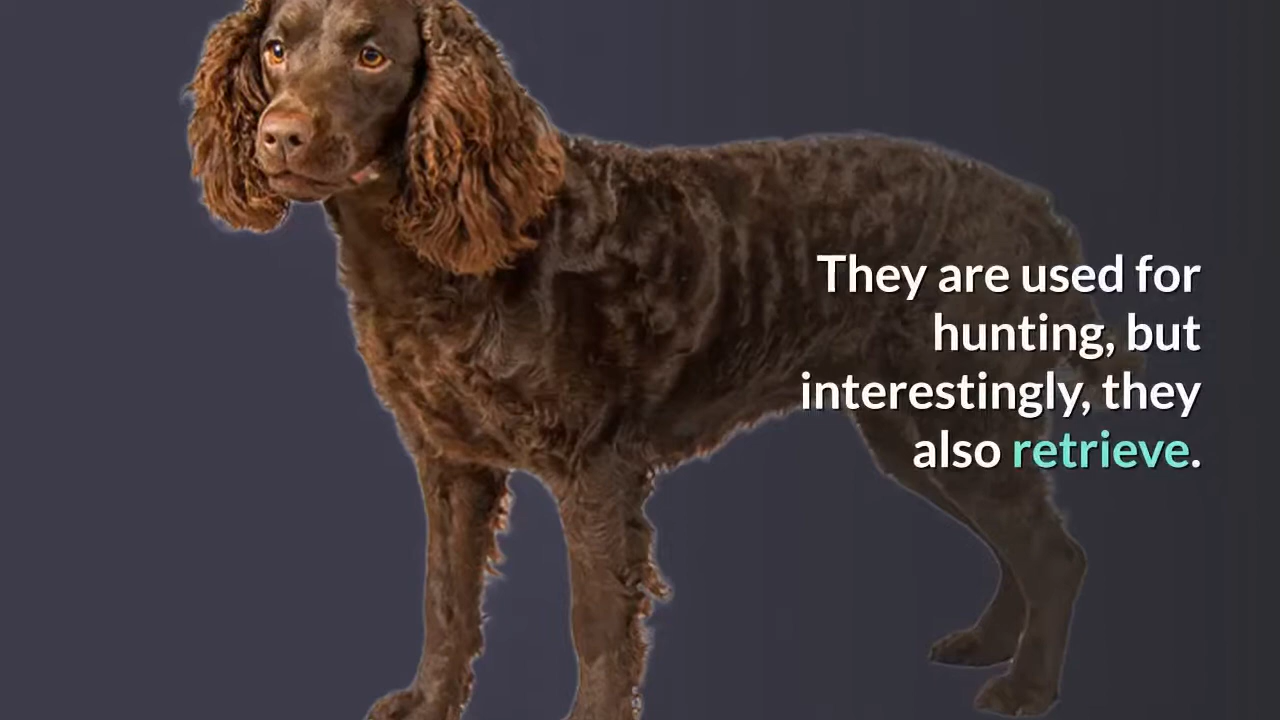 They are used for
hunting, but
interestingly, they
also retrieve.